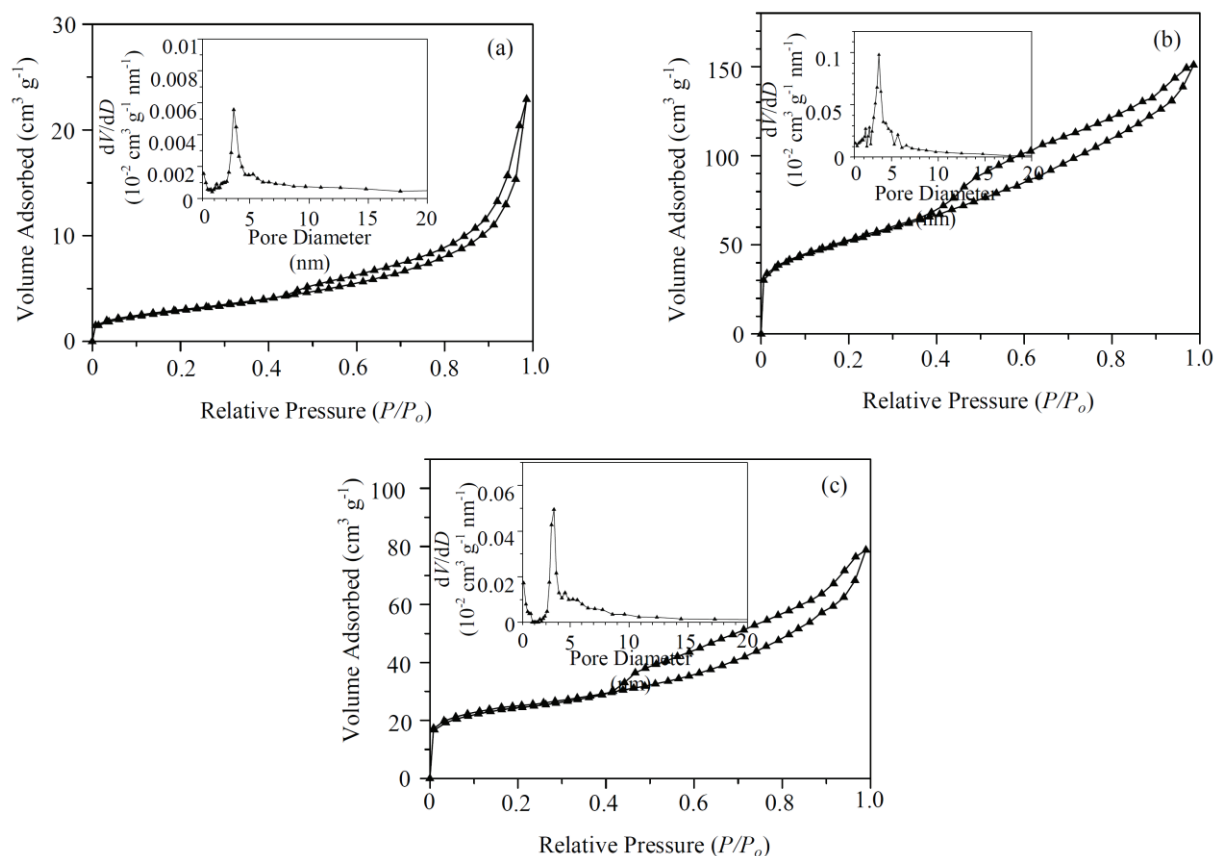 (a)
Volume Adsorbed (cm³ g⁻¹)
30
20
10
0
0 0.2 0.4 0.6 0.8 1.0
Relative Pressure (P/Pₒ)
dV/dD
(10⁻² cm³ g⁻¹ nm⁻¹)
0.01
0.008
0.006
0.004
0.002
0
0 5 10 15 20
Pore Diameter
(nm)
(b)
Volume Adsorbed (cm³ g⁻¹)
150
100
50
0
0 0.2 0.4 0.6 0.8 1.0
Relative Pressure (P/Pₒ)
dV/dD
(10⁻² cm³ g⁻¹ nm⁻¹)
0.1
0.05
0
0 5 10 15 20
Pore Diameter
(nm)
(c)
Volume Adsorbed (cm³ g⁻¹)
100
80
60
40
20
0
0 0.2 0.4 0.6 0.8 1.0
Relative Pressure (P/Pₒ)
dV/dD
(10⁻² cm³ g⁻¹ nm⁻¹)
0.06
0.04
0.02
0
0 5 10 15 20
Pore Diameter
(nm)